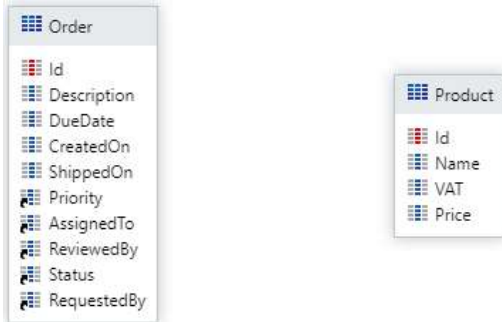 Order
Id
Description
DueDate
CreatedOn
ShippedOn
Priority
AssignedTo
ReviewedBy
Status
RequestedBy
Product
Id
Name
VAT
Price